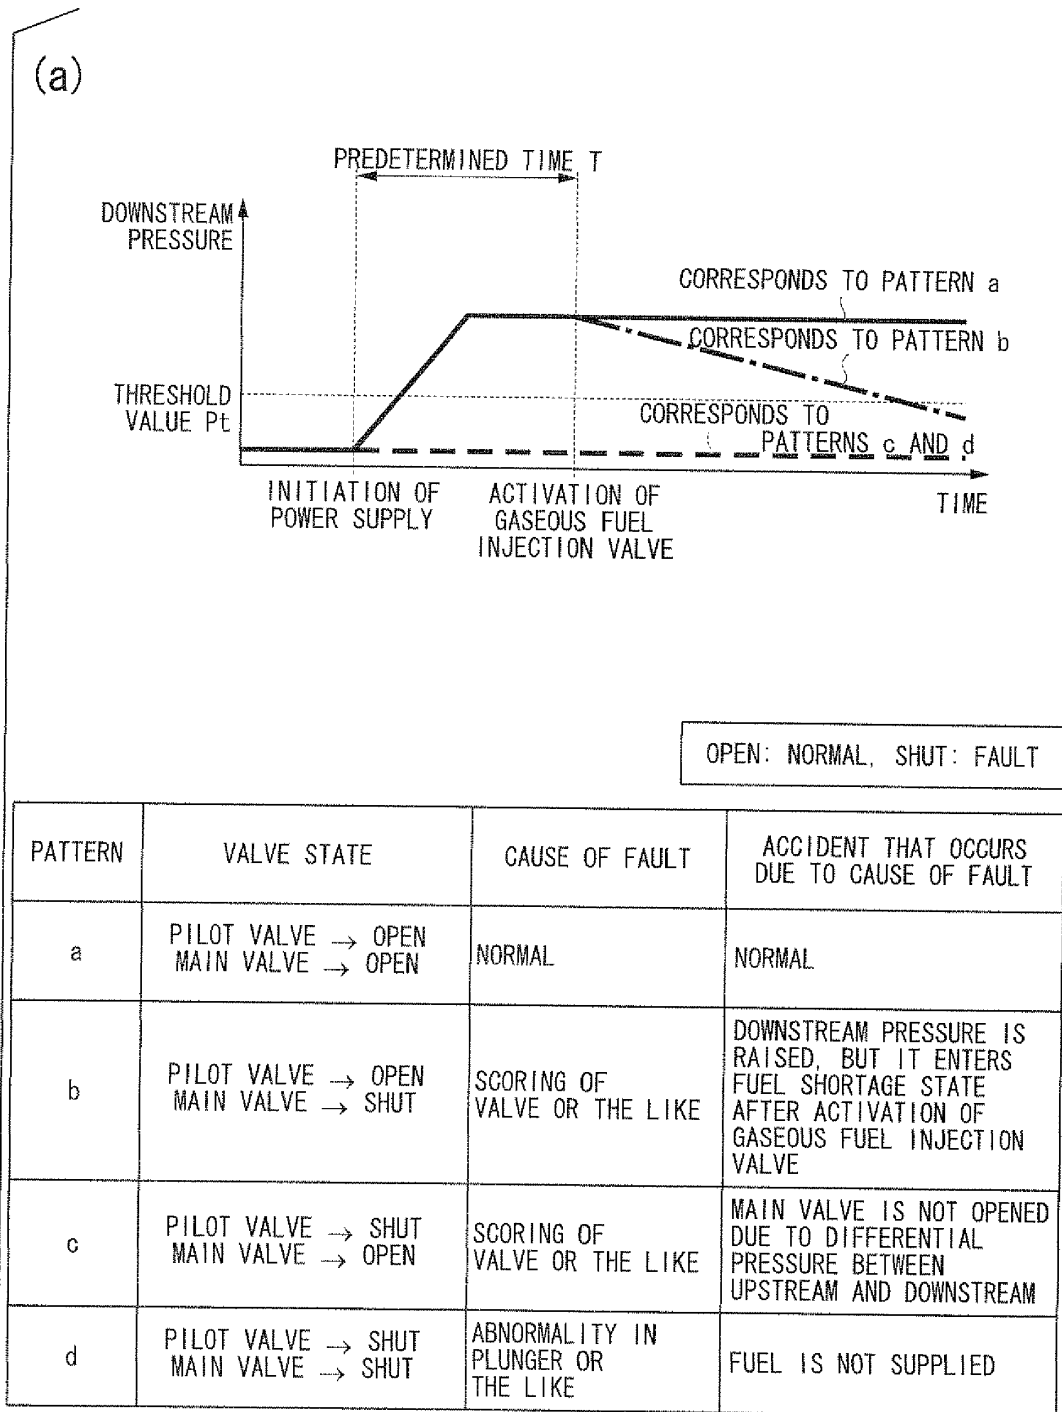 (a)
PREDETERMINED TIME T
DOWNSTREAM
PRESSURE
CORRESPONDS TO PATTERN a
CORRESPONDS TO PATTERN b
THRESHOLD
VALUE Pt
CORRESPONDS TO
PATTERNS c AND d
INITIATION OF
POWER SUPPLY
ACTIVATION OF
GASEOUS FUEL
INJECTION VALVE
TIME
OPEN: NORMAL, SHUT: FAULT
PATTERN
VALVE STATE
CAUSE OF FAULT
ACCIDENT THAT OCCURS
DUE TO CAUSE OF FAULT
a
PILOT VALVE → OPEN
MAIN VALVE → OPEN
NORMAL
NORMAL
b
PILOT VALVE → OPEN
MAIN VALVE → SHUT
SCORING OF
VALVE OR THE LIKE
DOWNSTREAM PRESSURE IS
RAISED, BUT IT ENTERS
FUEL SHORTAGE STATE
AFTER ACTIVATION OF
GASEOUS FUEL INJECTION
VALVE
c
PILOT VALVE → SHUT
MAIN VALVE → OPEN
SCORING OF
VALVE OR THE LIKE
MAIN VALVE IS NOT OPENED
DUE TO DIFFERENTIAL
PRESSURE BETWEEN
UPSTREAM AND DOWNSTREAM
d
PILOT VALVE → SHUT
MAIN VALVE → SHUT
ABNORMALITY IN
PLUNGER OR
THE LIKE
FUEL IS NOT SUPPLIED